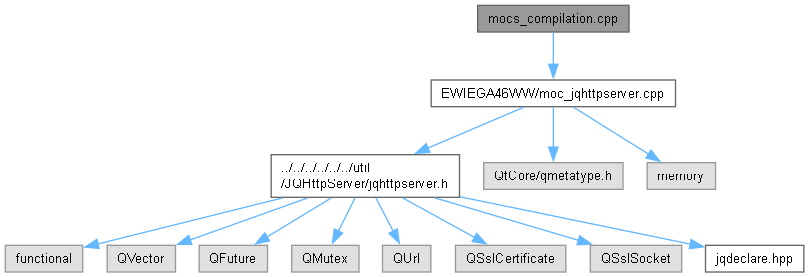 mocs_compilation.cpp
EWIEGA46WW/moc_jqhttpserver.cpp
../../../../../../util
/JQHttpServer/jqhttpserver.h
QtCore/qmetatype.h
memory
functional
QVector
QFuture
QMutex
QUrl
QSslCertificate
QSslSocket
jqdeclare.hpp